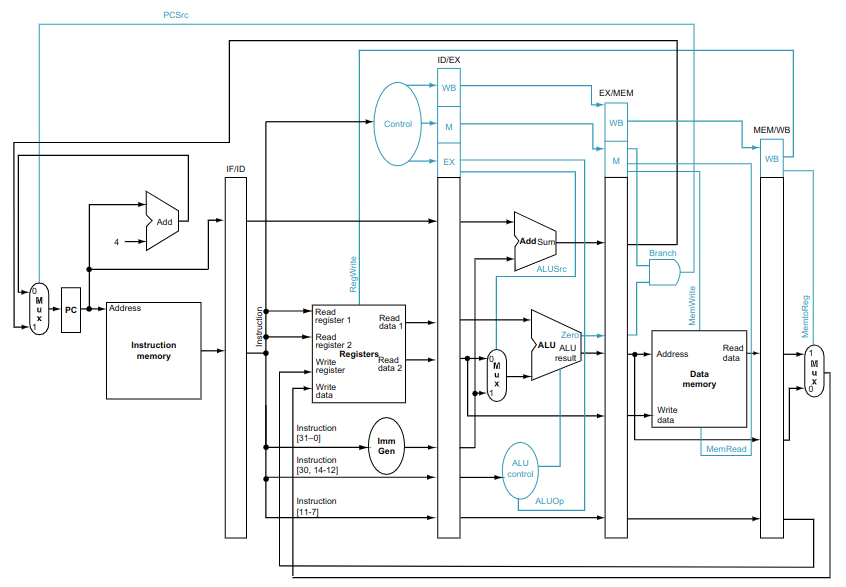 PCSrc
ID/EX
WB
EX/MEM
Control
M
WB
MEM/WB
EX
M
WB
IF/ID
Add
4
Add Sum
Branch
ALUSrc
RegWrite
MemWrite
MemtoReg
0
M
u
x
1
PC
Address
Instruction
memory
Instruction
Read
register 1
Read
register 2
Write
register
Write
data
Registers
Read
data 1
Read
data 2
0
M
u
x
1
Zero
ALU
ALU
result
Address
Read
data
Data
memory
Write
data
1
M
u
x
0
MemRead
Instruction
[31–0]
Imm
Gen
Instruction
[30, 14-12]
ALU
control
Instruction
[11-7]
ALUOp